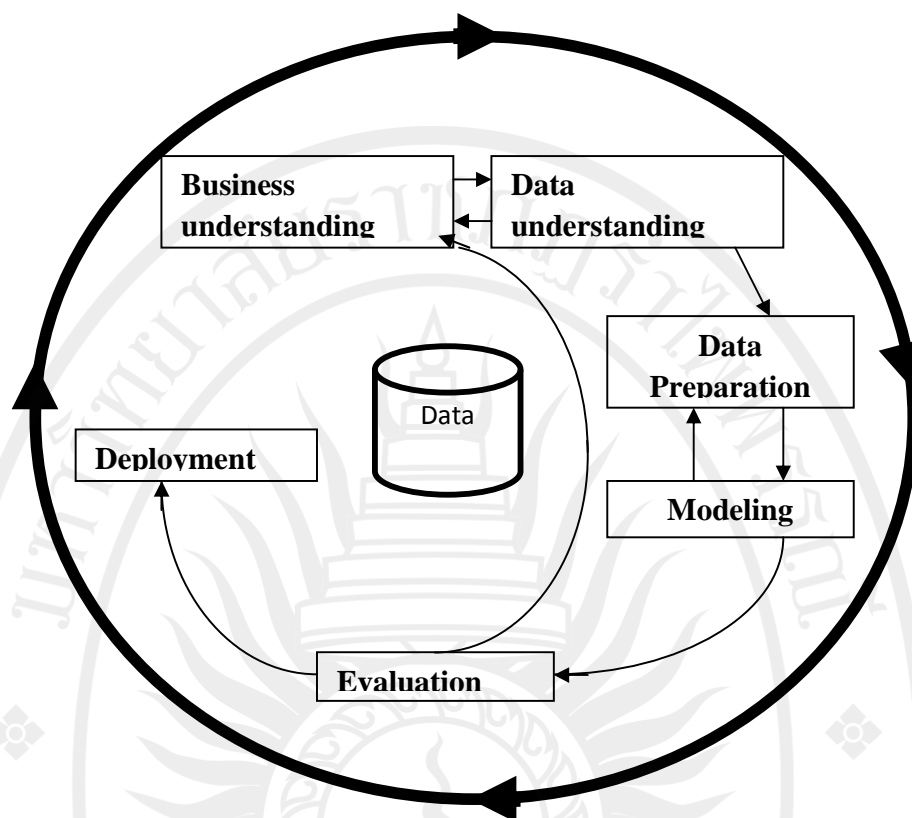 Business
understanding
Data
understanding
Data
Preparation
Data
Deployment
Modeling
Evaluation